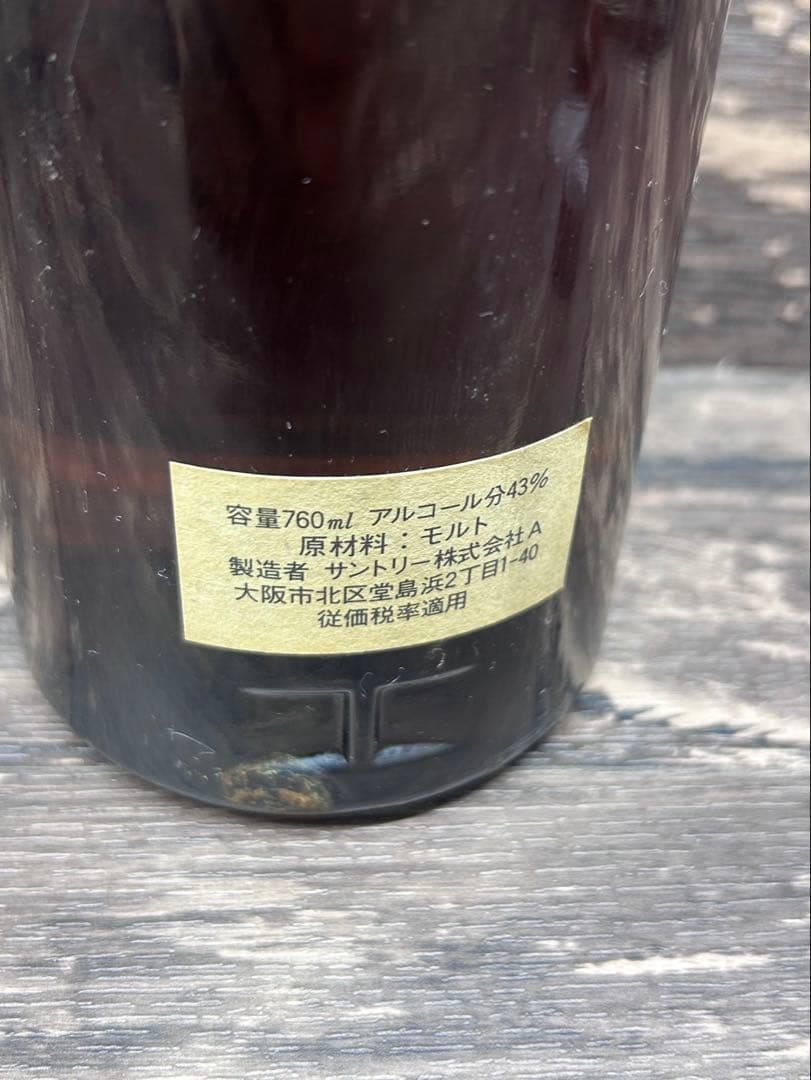 容量760ml アルコール分43%
原材料：モルト
製造者 サントリー株式会社A
大阪市北区堂島浜2丁目1-40
従価税率適用